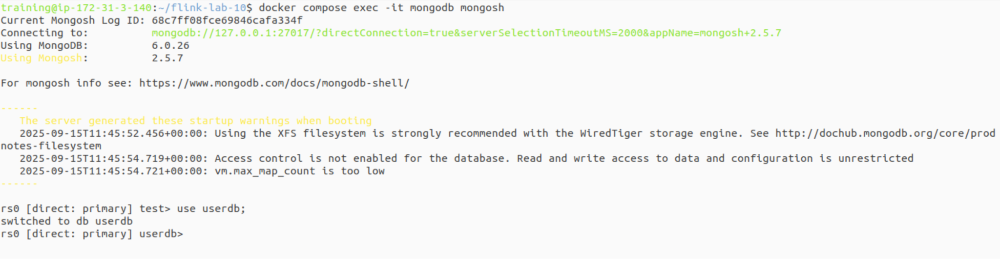 training@ip-172-31-3-140:~/flink-lab-10$ docker compose exec -it mongodb mongosh
Current Mongosh Log ID: 68c7ff08fce69846cafa334f
Connecting to:          mongodb://127.0.0.1:27017/?directConnection=true&serverSelectionTimeoutMS=2000&appName=mongosh+2.5.7
Using MongoDB:          6.0.26
Using Mongosh:          2.5.7

For mongosh info see: https://www.mongodb.com/docs/mongodb-shell/

------
   The server generated these startup warnings when booting
   2025-09-15T11:45:52.456+00:00: Using the XFS filesystem is strongly recommended with the WiredTiger storage engine. See http://dochub.mongodb.org/core/prod
notes-filesystem
   2025-09-15T11:45:54.719+00:00: Access control is not enabled for the database. Read and write access to data and configuration is unrestricted
   2025-09-15T11:45:54.721+00:00: vm.max_map_count is too low
------

rs0 [direct: primary] test> use userdb;
switched to db userdb
rs0 [direct: primary] userdb>